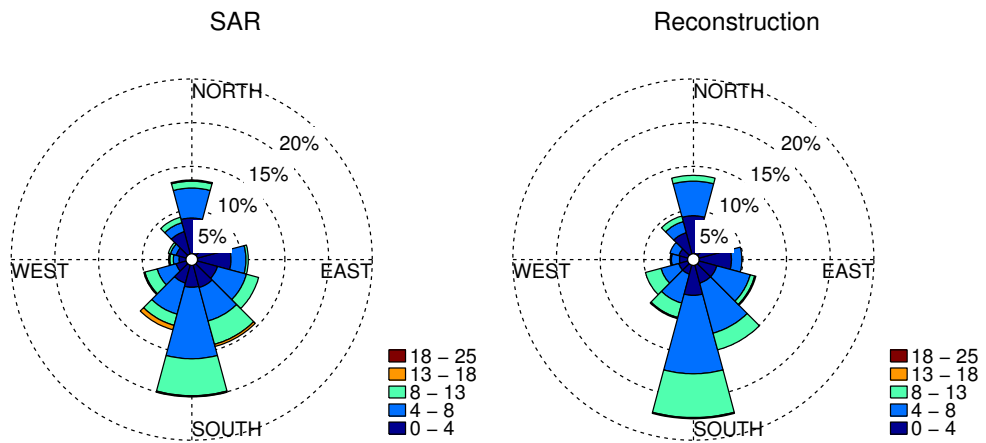 SAR
NORTH
20%
15%
10%
5%
WEST
EAST
SOUTH
18 – 25
13 – 18
8 – 13
4 – 8
0 – 4
Reconstruction
NORTH
20%
15%
10%
5%
WEST
EAST
SOUTH
18 – 25
13 – 18
8 – 13
4 – 8
0 – 4